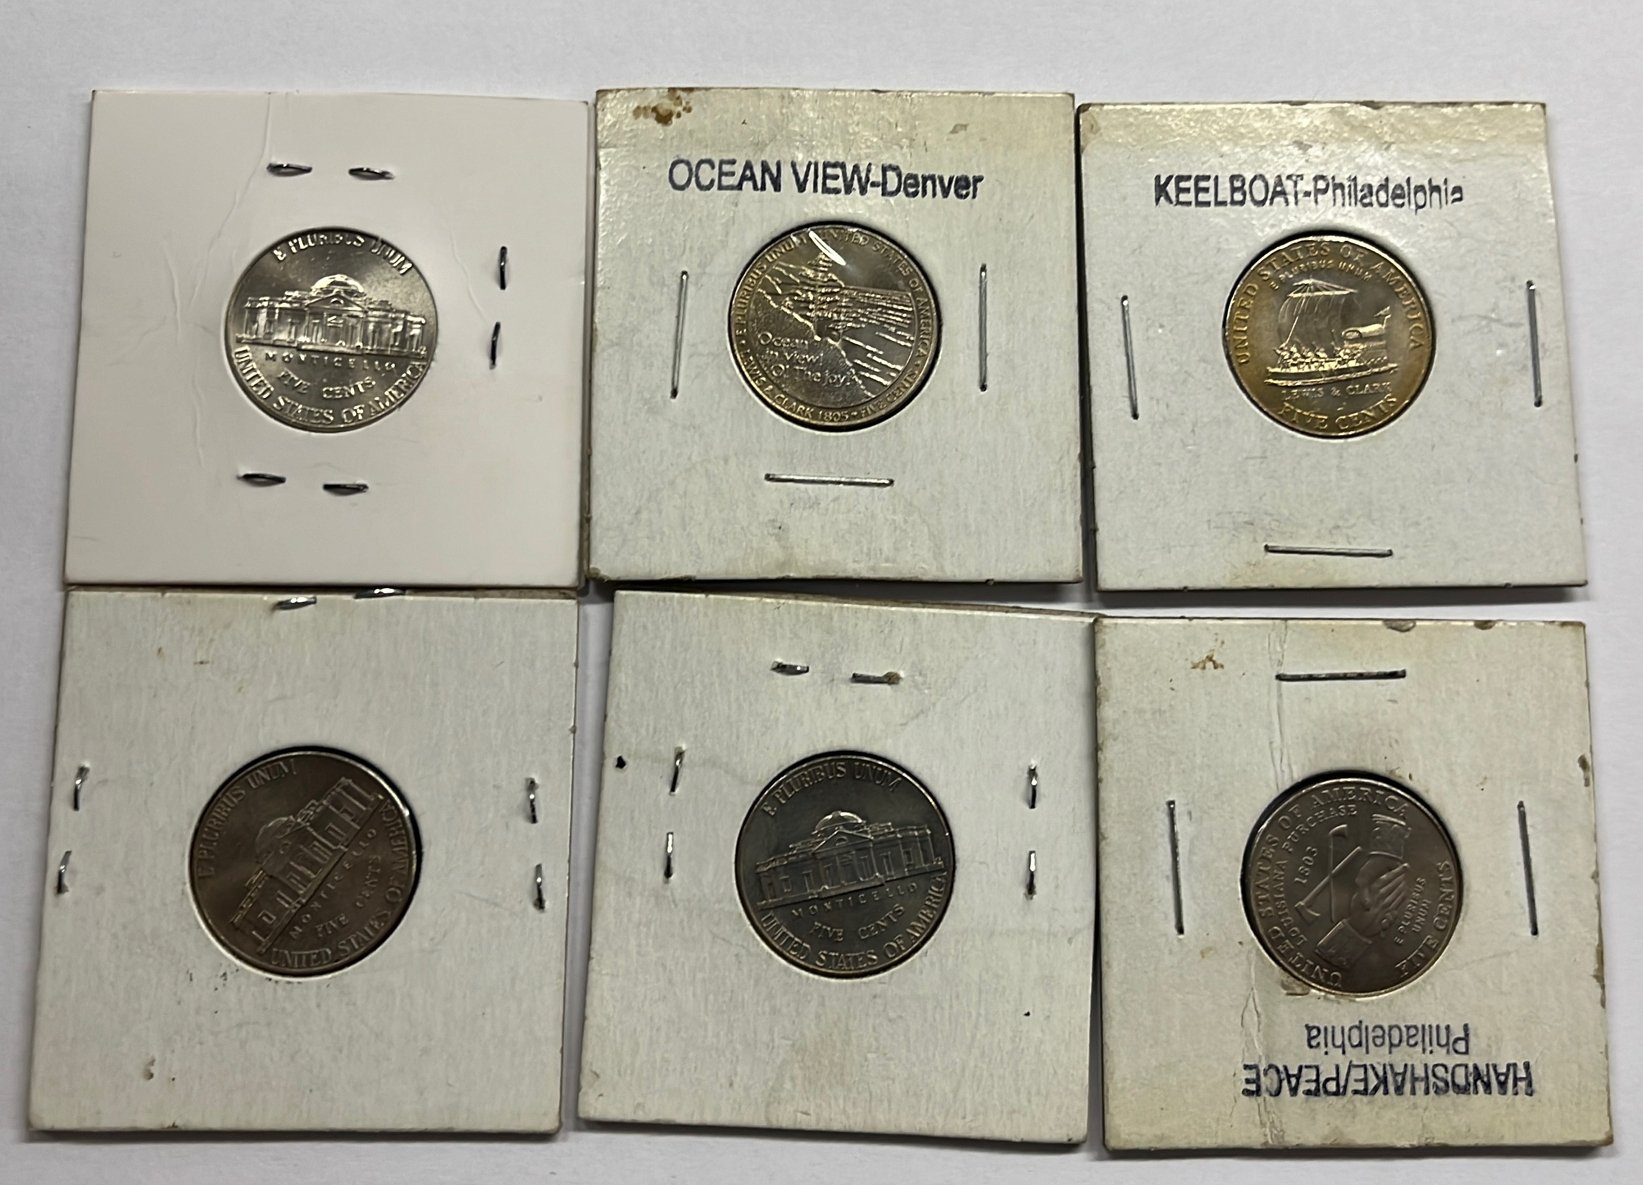 E PLURIBUS UNUM
MONTICELLO
FIVE CENTS
UNITED STATES OF AMERICA
OCEAN VIEW-Denver
E PLURIBUS UNUM • UNITED STATES OF AMERICA
Ocean
in view!
O! The Joy!
LEWIS & CLARK 1805 • FIVE CENTS
KEELBOAT-Philadelphia
UNITED STATES OF AMERICA
E PLURIBUS UNUM
LEWIS & CLARK
FIVE CENTS
E PLURIBUS UNUM
MONTICELLO
FIVE CENTS
UNITED STATES OF AMERICA
E PLURIBUS UNUM
MONTICELLO
FIVE CENTS
UNITED STATES OF AMERICA
UNITED STATES OF AMERICA
LOUISIANA PURCHASE
1803
E PLURIBUS
UNUM
FIVE CENTS
HANDSHAKE/PEACE
Philadelphia